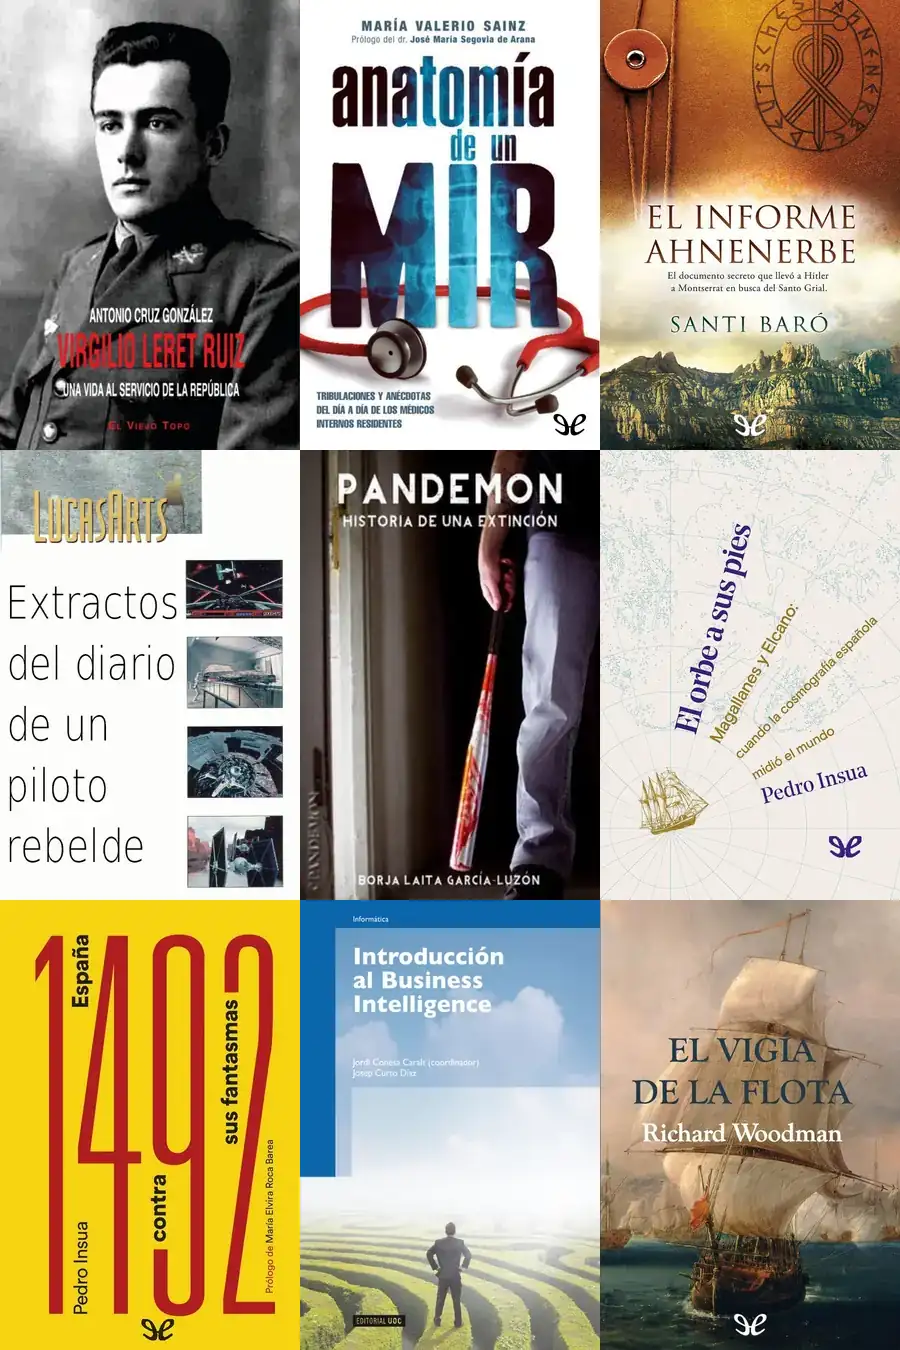 ANTONIO CRUZ GONZÁLEZ
VIRGILIO LERET RUIZ
UNA VIDA AL SERVICIO DE LA REPÚBLICA
EL VIEJO TOPO
MARÍA VALERIO SAINZ
Prólogo del dr. José María Segovia de Arana
anatomía
de un
MIR
TRIBULACIONES Y ANÉCDOTAS
DEL DÍA A DÍA DE LOS MÉDICOS
INTERNOS RESIDENTES
DEUTSCHES AHNENERBE
EL INFORME
AHNENERBE
El documento secreto que llevó a Hitler
a Montserrat en busca del Santo Grial.
SANTI BARÓ
LUCASARTS
Extractos
del diario
de un
piloto
rebelde
PANDEMON
HISTORIA DE UNA EXTINCIÓN
PANDEMON
BORJA LAITA GARCÍA-LUZÓN
El orbe a sus pies
Magallanes y Elcano:
cuando la cosmografía española
midió el mundo
Pedro Insua
1492
España
contra
sus fantasmas
Pedro Insua
Prólogo de María Elvira Roca Barea
Informática
Introducción
al Business
Intelligence
Jordi Conesa Caralt (coordinador)
Josep Curto Díaz
EDITORIAL UOC
EL VIGÍA
DE LA FLOTA
Richard Woodman